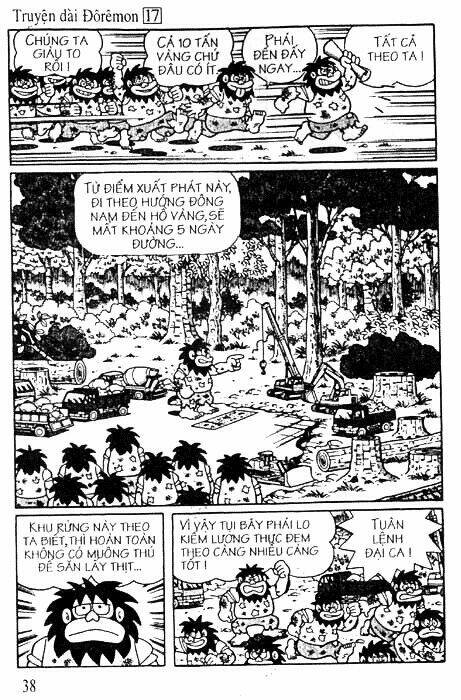 Truyện dài Đôrêmon 17
CHÚNG TA
GIÀU TO
RỒI !
CẢ 10 TẤN
VÀNG CHỨ
ĐÂU CÓ ÍT.
PHẢI
ĐẾN ĐẤY
NGAY...
TẤT CẢ
THEO TA !
TỪ ĐIỂM XUẤT PHÁT NÀY,
ĐI THEO HƯỚNG ĐÔNG
NAM ĐẾN HỒ VÀNG, SẼ
MẤT KHOẢNG 5 NGÀY
ĐƯỜNG...
KHU RỪNG NÀY THEO
TA BIẾT, THÌ HOÀN TOÀN
KHÔNG CÓ MUÔNG THÚ
ĐỂ SĂN LẤY THỊT...
VÌ VẬY TỤI BÂY PHẢI LO
KIẾM LƯƠNG THỰC ĐEM
THEO CÀNG NHIỀU CÀNG
TỐT !
TUÂN
LỆNH
ĐẠI CA !
38